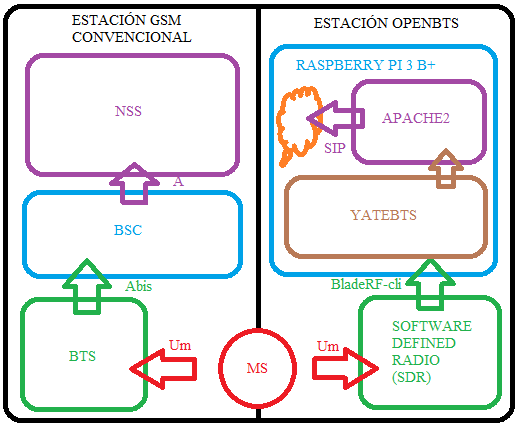 ESTACIÓN GSM
CONVENCIONAL
NSS
A
BSC
Abis
BTS
Um
MS
ESTACIÓN OPENBTS
RASPBERRY PI 3 B+
APACHE2
SIP
YATEBTS
BladeRF-cli
Um
SOFTWARE
DEFINED
RADIO
(SDR)